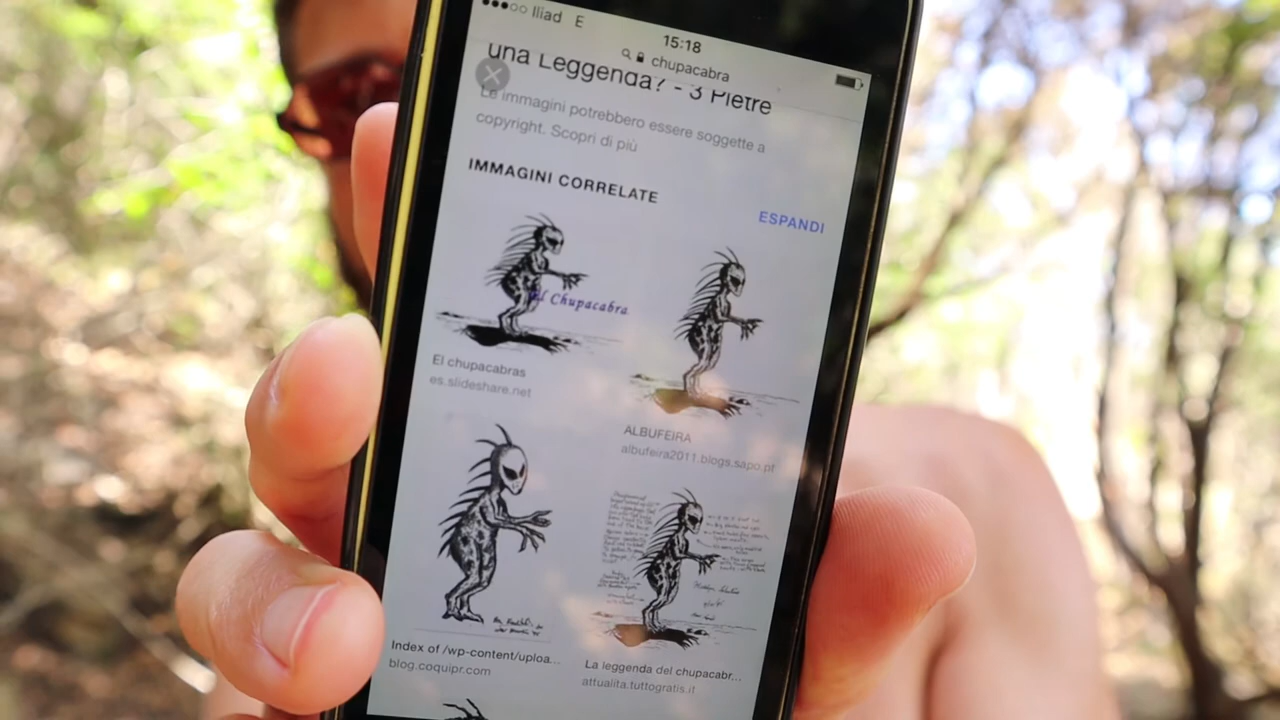 Iliad E
15:18
chupacabra
una Leggenda? - 3 Pietre
Le immagini potrebbero essere soggette a
copyright. Scopri di più
IMMAGINI CORRELATE
ESPANDI
El Chupacabra
El chupacabras
es.slideshare.net
ALBUFEIRA
albufeira2011.blogs.sapo.pt
Index of /wp-content/uploa...
blog.coquipr.com
La leggenda del chupacabr...
attualita.tuttogratis.it